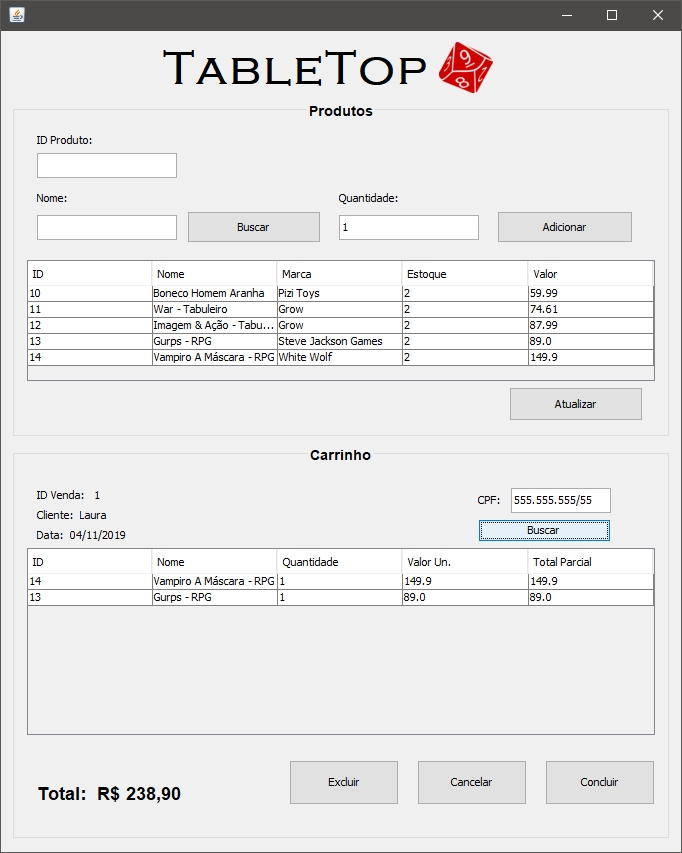 TableTop 9 8
Produtos
ID Produto:
Nome: Quantidade:
Buscar 1 Adicionar
ID Nome Marca Estoque Valor
10 Boneco Homem Aranha Pizi Toys 2 59.99
11 War - Tabuleiro Grow 2 74.61
12 Imagem & Ação - Tabu... Grow 2 87.99
13 Gurps - RPG Steve Jackson Games 2 89.0
14 Vampiro A Máscara - RPG White Wolf 2 149.9
Atualizar
Carrinho
ID Venda: 1 CPF: 555.555.555/55
Cliente: Laura
Buscar
Data: 04/11/2019
ID Nome Quantidade Valor Un. Total Parcial
14 Vampiro A Máscara - RPG 1 149.9 149.9
13 Gurps - RPG 1 89.0 89.0
Total: R$ 238,90 Excluir Cancelar Concluir